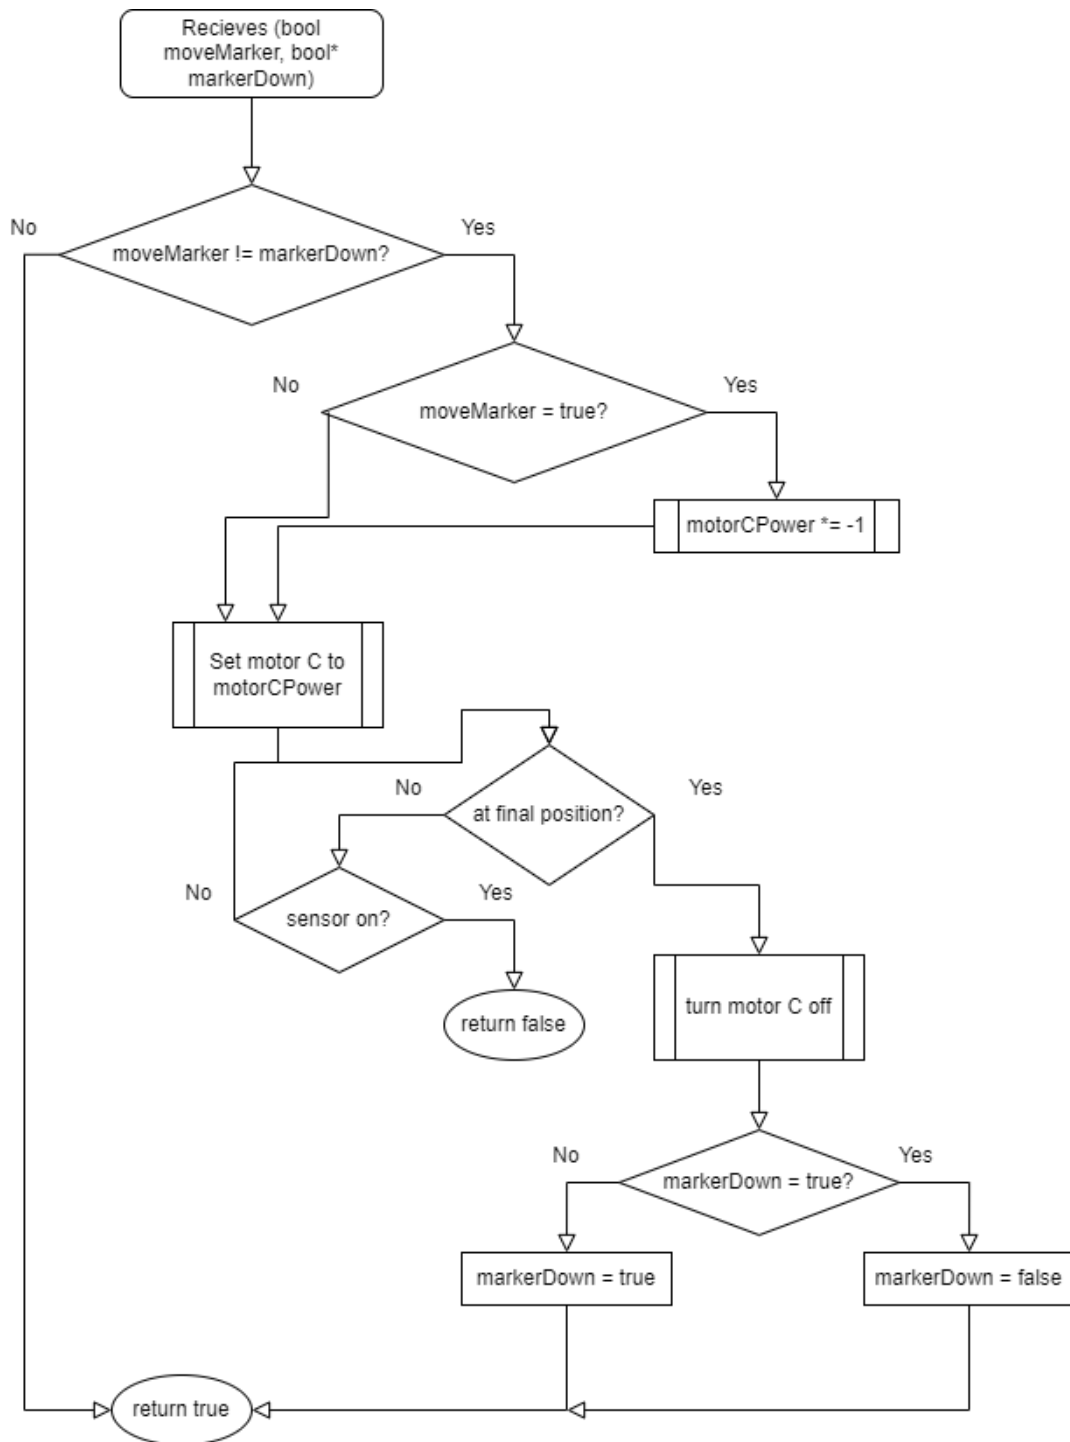 Recieves (bool
moveMarker, bool*
markerDown)
No
Yes
moveMarker != markerDown?
No
Yes
moveMarker = true?
motorCPower *= -1
Set motor C to
motorCPower
No
Yes
at final position?
No
Yes
sensor on?
return false
turn motor C off
No
Yes
markerDown = true?
markerDown = true
markerDown = false
return true